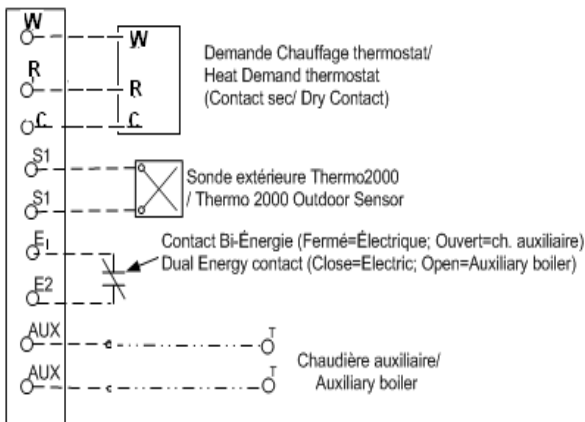 W
W
Demande Chauffage thermostat/
Heat Demand thermostat
(Contact sec/ Dry Contact)
R
R
C
C
S1
Sonde extérieure Thermo2000
/ Thermo 2000 Outdoor Sensor
S1
E1
Contact Bi-Énergie (Fermé=Électrique; Ouvert=ch. auxiliaire)
Dual Energy contact (Close=Electric; Open=Auxiliary boiler)
E2
AUX
T
Chaudière auxiliaire/
Auxiliary boiler
AUX
T